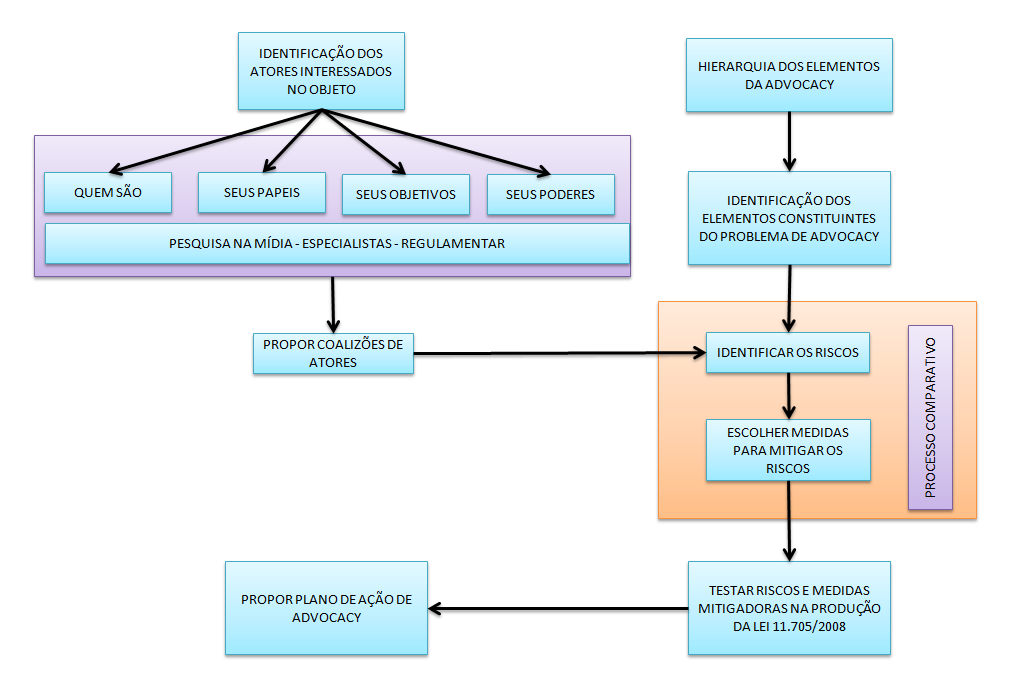 IDENTIFICAÇÃO DOS
ATORES INTERESSADOS
NO OBJETO
HIERARQUIA DOS ELEMENTOS
DA ADVOCACY
QUEM SÃO
SEUS PAPEIS
SEUS OBJETIVOS
SEUS PODERES
PESQUISA NA MÍDIA - ESPECIALISTAS - REGULAMENTAR
IDENTIFICAÇÃO DOS
ELEMENTOS CONSTITUINTES
DO PROBLEMA DE ADVOCACY
PROPOR COALIZÕES DE
ATORES
IDENTIFICAR OS RISCOS
ESCOLHER MEDIDAS
PARA MITIGAR OS
RISCOS
PROCESSO COMPARATIVO
TESTAR RISCOS E MEDIDAS
MITIGADORAS NA PRODUÇÃO
DA LEI 11.705/2008
PROPOR PLANO DE AÇÃO DE
ADVOCACY